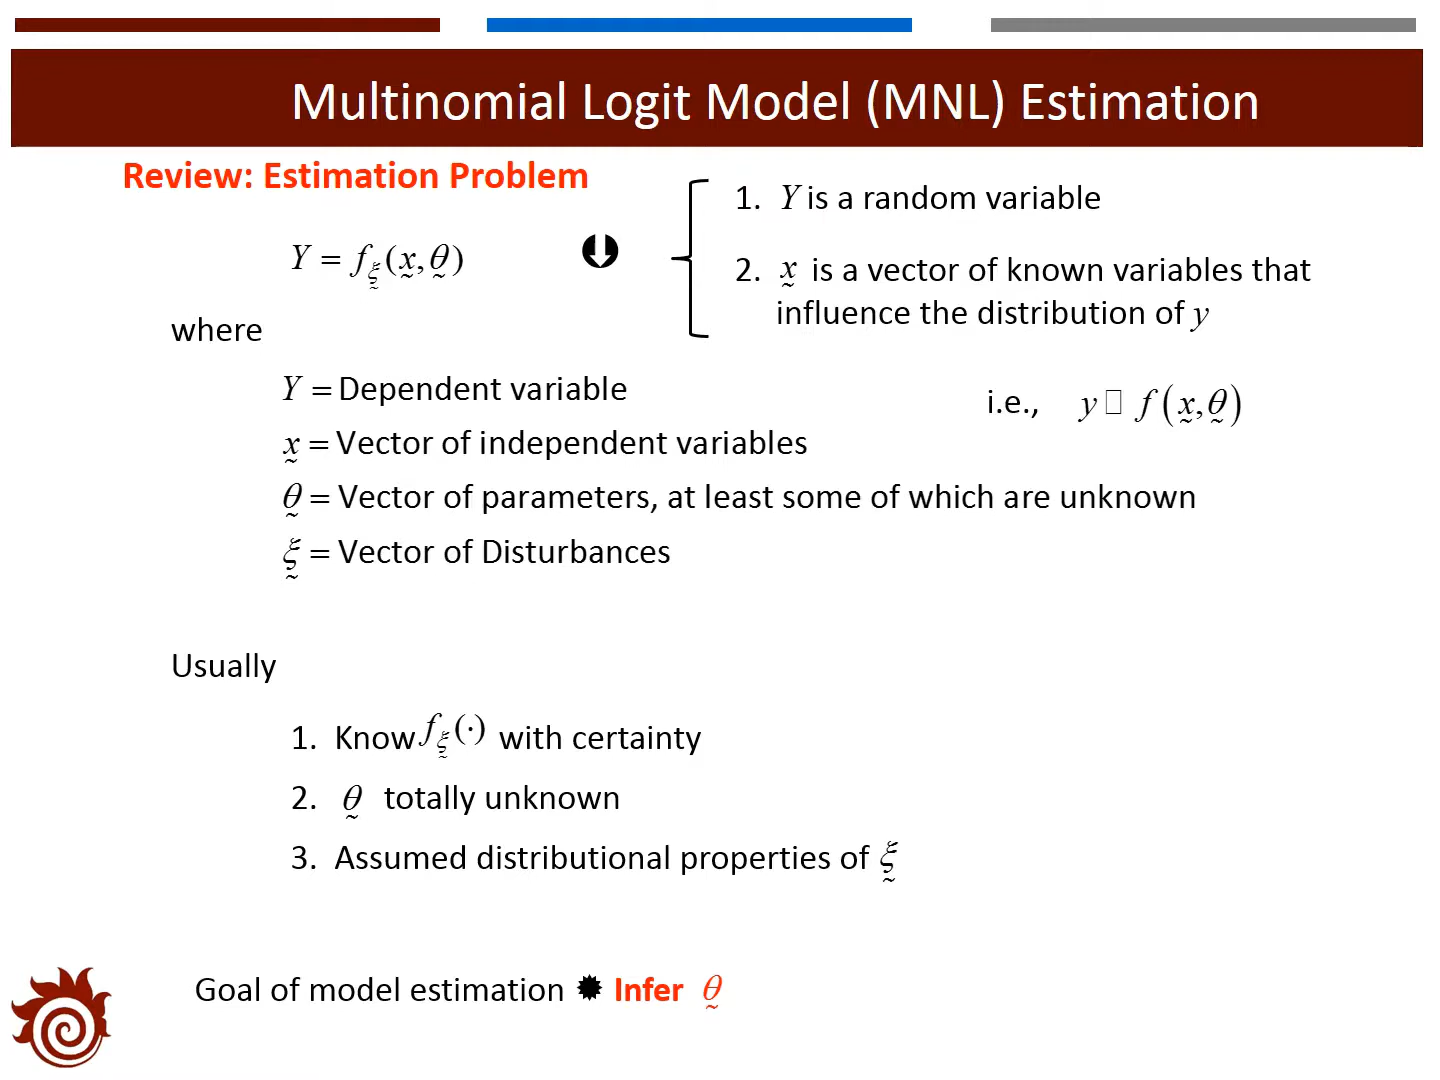 Multinomial Logit Model (MNL) Estimation
Review: Estimation Problem
Y = f_ξ̰(x̰, θ̰)
1. Y is a random variable
2. x̰ is a vector of known variables that
influence the distribution of y
where
Y = Dependent variable
i.e., y □ f(x̰, θ̰)
x̰ = Vector of independent variables
θ̰ = Vector of parameters, at least some of which are unknown
ξ̰ = Vector of Disturbances
Usually
1. Know f_ξ̰(·) with certainty
2. θ̰ totally unknown
3. Assumed distributional properties of ξ̰
Goal of model estimation ✹ Infer θ̰